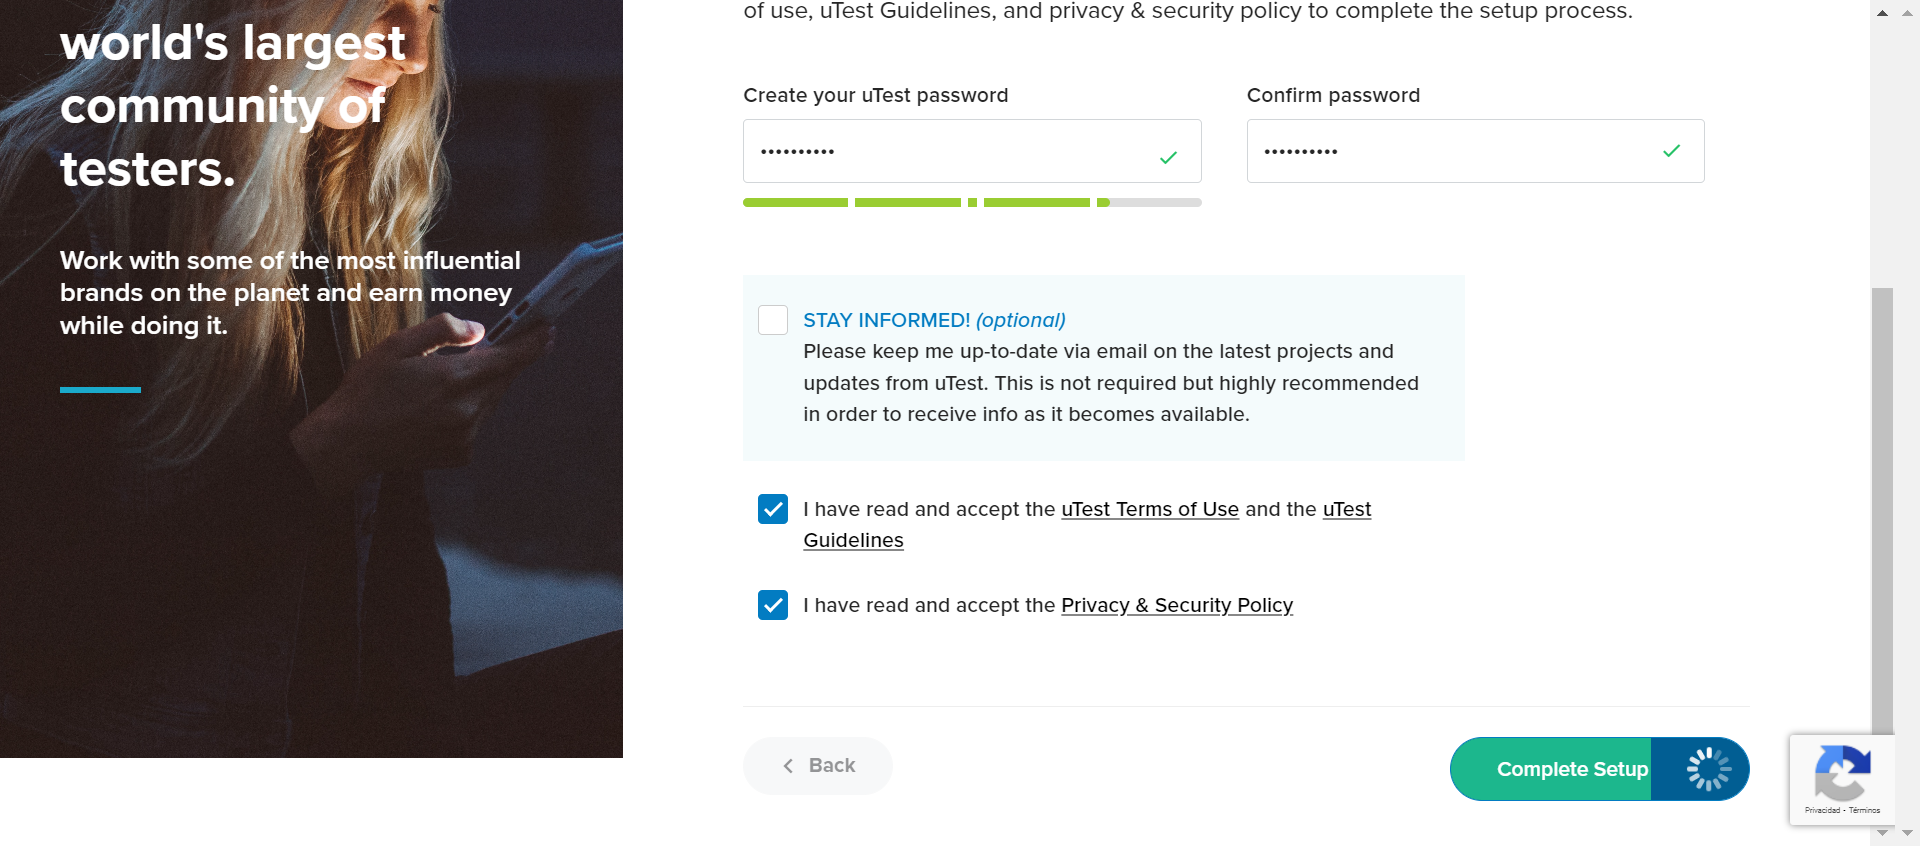 world's largest
community of
testers.
Work with some of the most influential
brands on the planet and earn money
while doing it.
of use, uTest Guidelines, and privacy & security policy to complete the setup process.
Create your uTest password
Confirm password
••••••••••
••••••••••
STAY INFORMED! (optional)
Please keep me up-to-date via email on the latest projects and
updates from uTest. This is not required but highly recommended
in order to receive info as it becomes available.
I have read and accept the uTest Terms of Use and the uTest
Guidelines
I have read and accept the Privacy & Security Policy
Back
Complete Setup
Privacidad - Términos